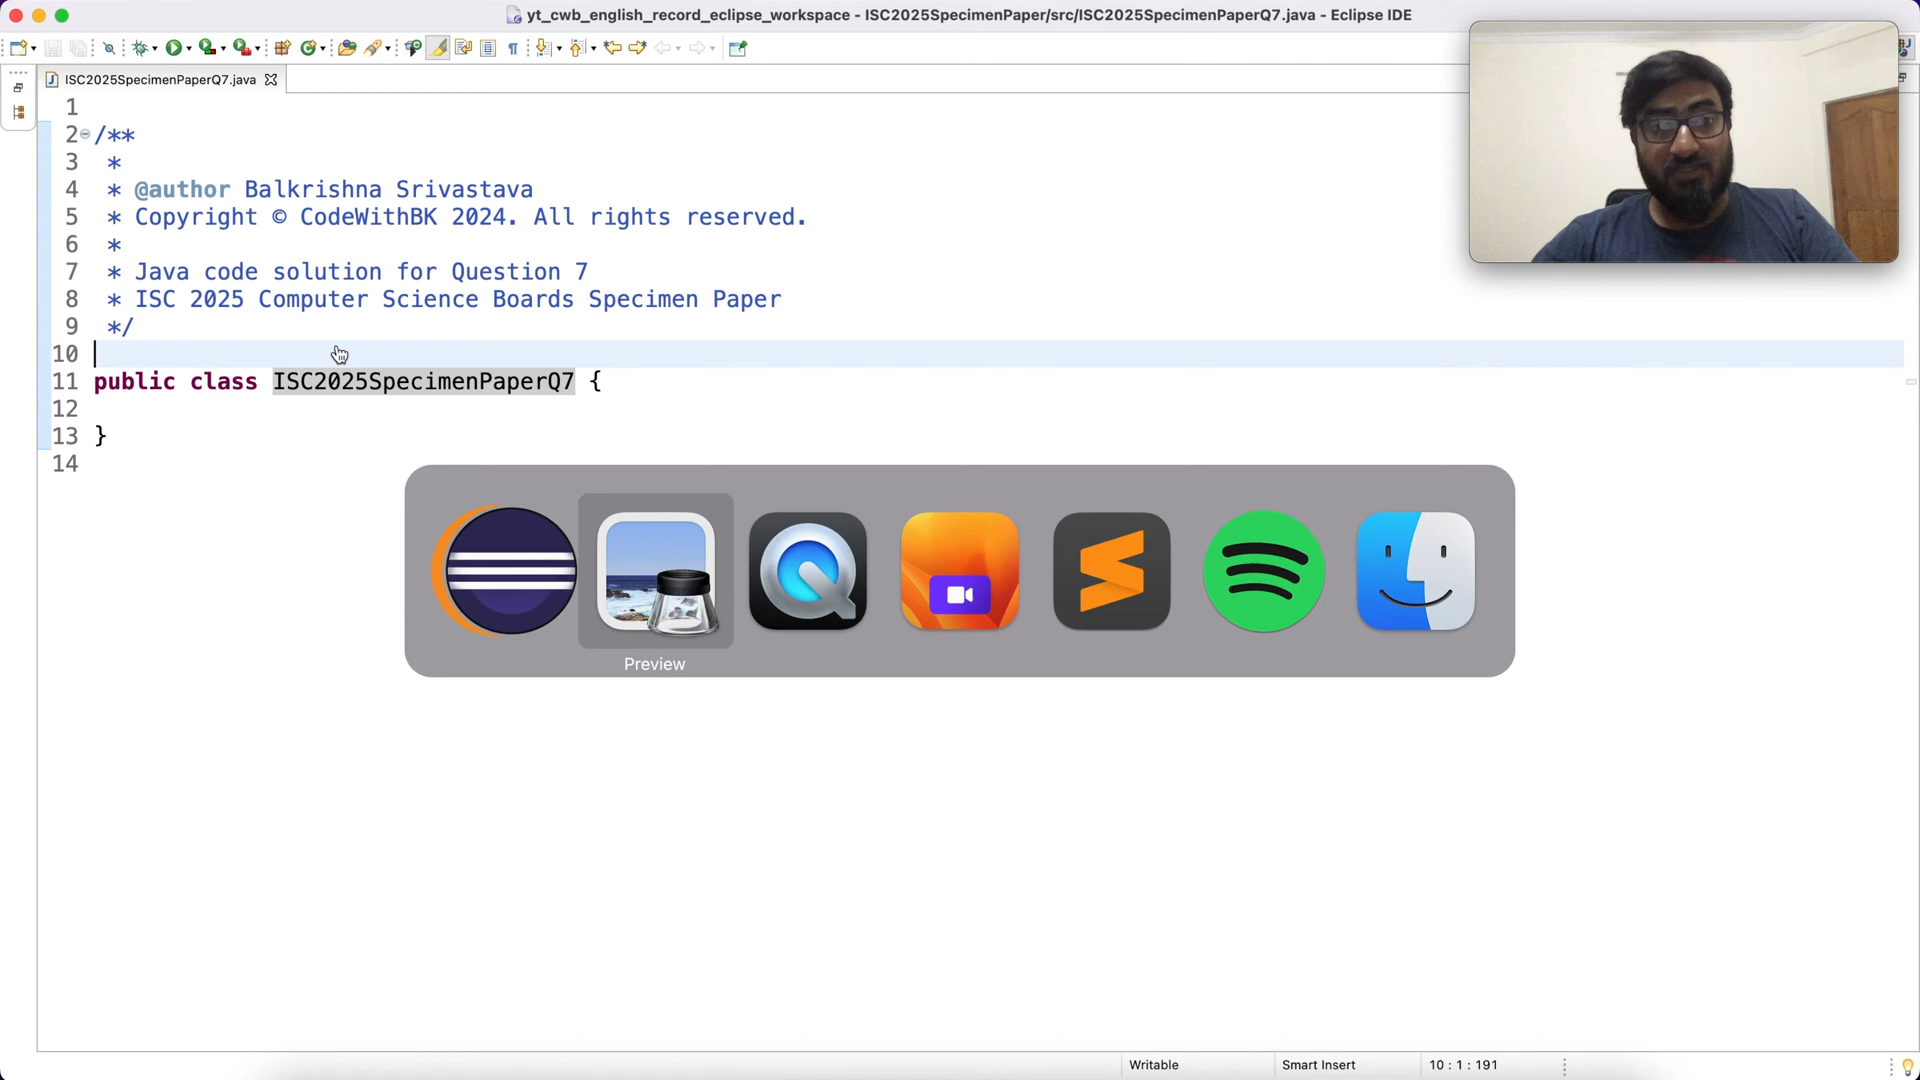 yt_cwb_english_record_eclipse_workspace - ISC2025SpecimenPaper/src/ISC2025SpecimenPaperQ7.java - Eclipse IDE
ISC2025SpecimenPaperQ7.java
1
2 /**
3 *
4 * @author Balkrishna Srivastava
5 * Copyright © CodeWithBK 2024. All rights reserved.
6 *
7 * Java code solution for Question 7
8 * ISC 2025 Computer Science Boards Specimen Paper
9 */
10
11 public class ISC2025SpecimenPaperQ7 {
12
13 }
14
Preview
Writable Smart Insert 10 : 1 : 191